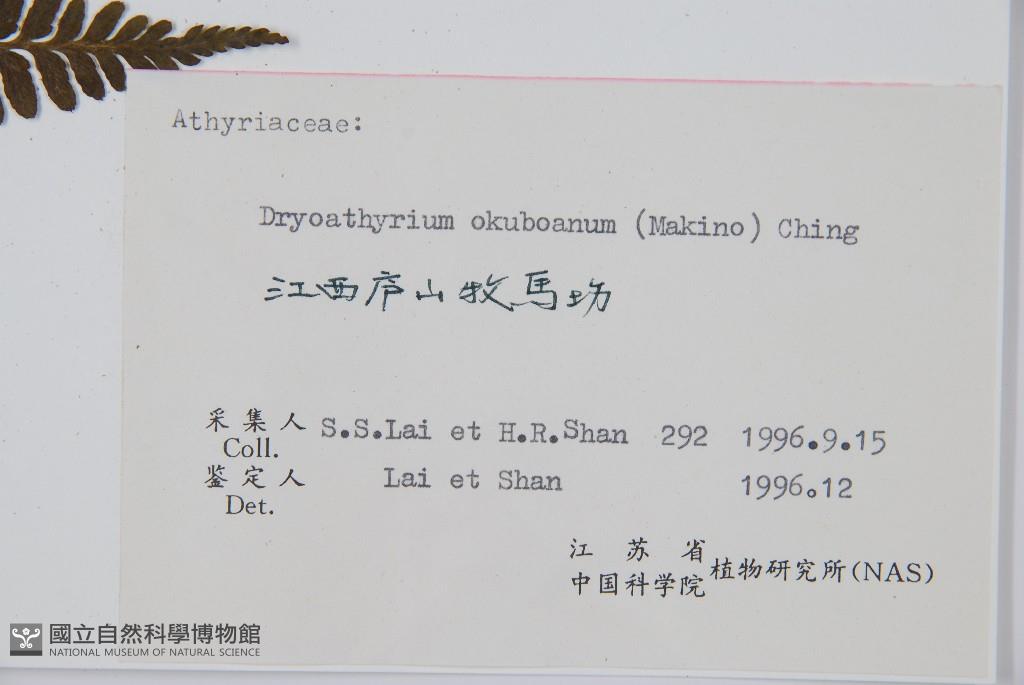 Athyriaceae:
Dryoathyrium okuboanum (Makino) Ching
江西庐山牧馬场
采集人 S.S.Lai et H.R.Shan 292 1996.9.15
Coll.
鉴定人 Lai et Shan 1996.12
Det.
江苏省
中国科学院 植物研究所(NAS)
國立自然科學博物館
NATIONAL MUSEUM OF NATURAL SCIENCE